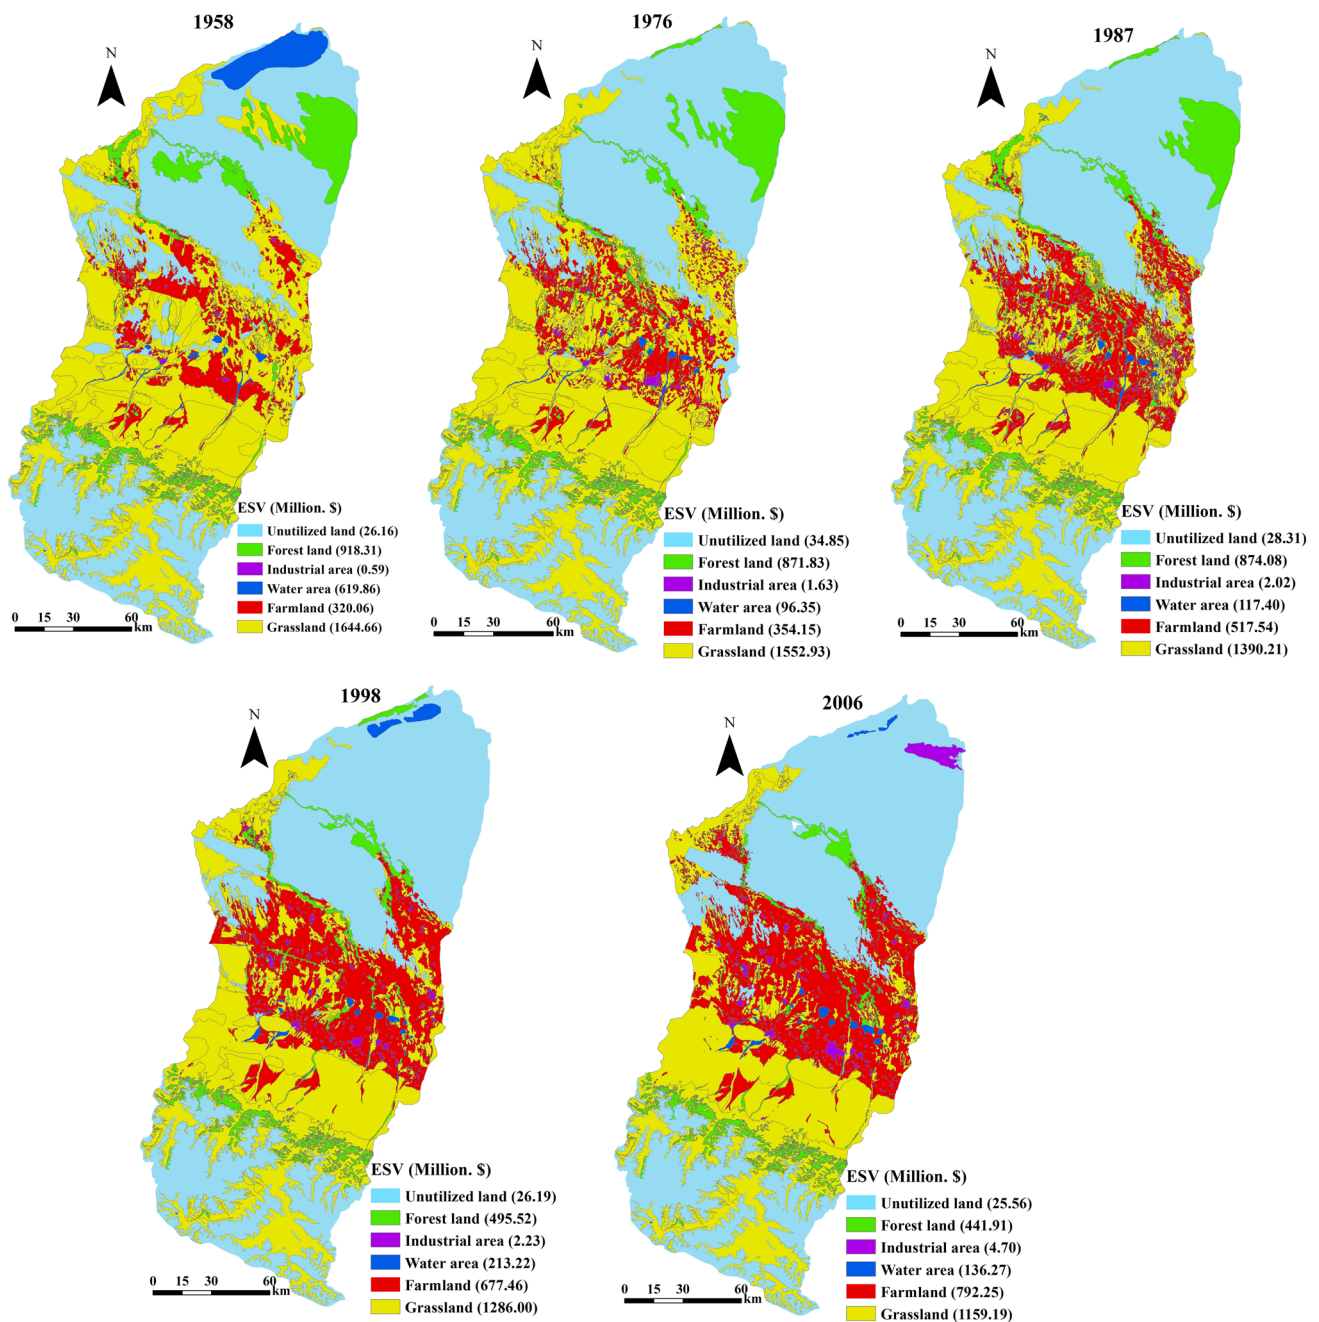 1958
N
ESV (Million. $)
Unutilized land (26.16)
Forest land (918.31)
Industrial area (0.59)
Water area (619.86)
Farmland (320.06)
Grassland (1644.66)
0 15 30 60
km
1976
N
ESV (Million. $)
Unutilized land (34.85)
Forest land (871.83)
Industrial area (1.63)
Water area (96.35)
Farmland (354.15)
Grassland (1552.93)
0 15 30 60
km
1987
N
ESV (Million. $)
Unutilized land (28.31)
Forest land (874.08)
Industrial area (2.02)
Water area (117.40)
Farmland (517.54)
Grassland (1390.21)
0 15 30 60
km
1998
N
ESV (Million. $)
Unutilized land (26.19)
Forest land (495.52)
Industrial area (2.23)
Water area (213.22)
Farmland (677.46)
Grassland (1286.00)
0 15 30 60
km
2006
N
ESV (Million. $)
Unutilized land (25.56)
Forest land (441.91)
Industrial area (4.70)
Water area (136.27)
Farmland (792.25)
Grassland (1159.19)
0 15 30 60
km